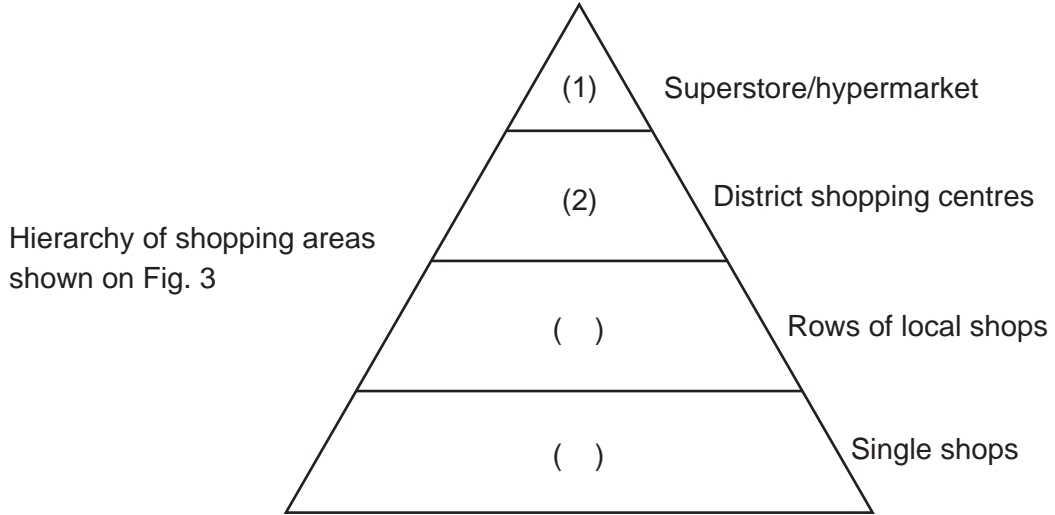 (1) Superstore/hypermarket
(2) District shopping centres
Hierarchy of shopping areas
shown on Fig. 3
( ) Rows of local shops
( ) Single shops